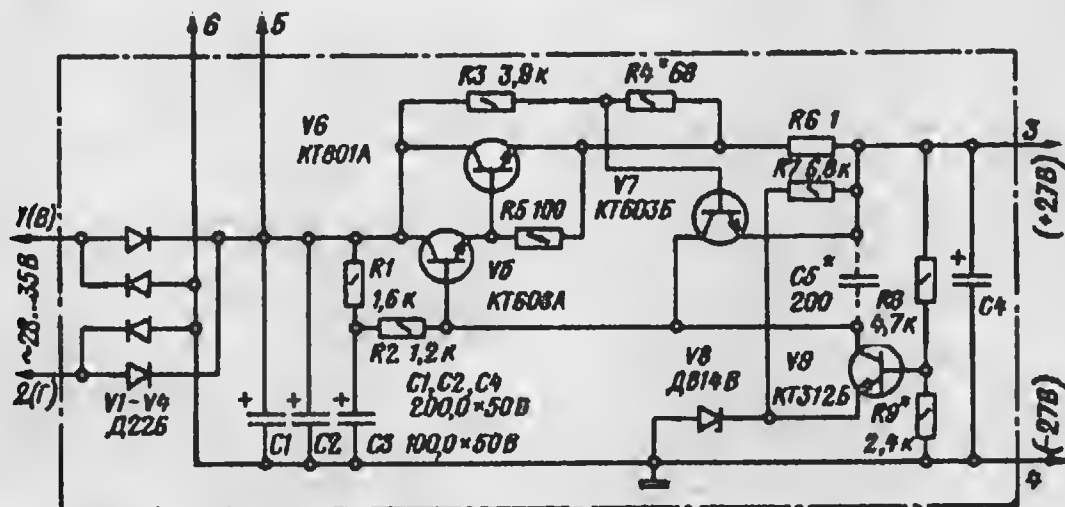 6
5
R3 3,9к
R4* 68
V6
КТ801А
R6 1
3
R7 6,8к
V7
КТ603Б
(+27В)
R5 100
1(В)
V5
КТ608А
R1
1,6к
C5*
200
R8
4,7к
C4
~28...35В
R2 1,2к
V8
Д814В
V9
КТ312Б
2(Г)
V1-V4
Д226
C1, C2, C4
200,0×50В
R9*
2,4к
(-27В)
C1
C2
C3 100,0×50В
4
+
+
+
+